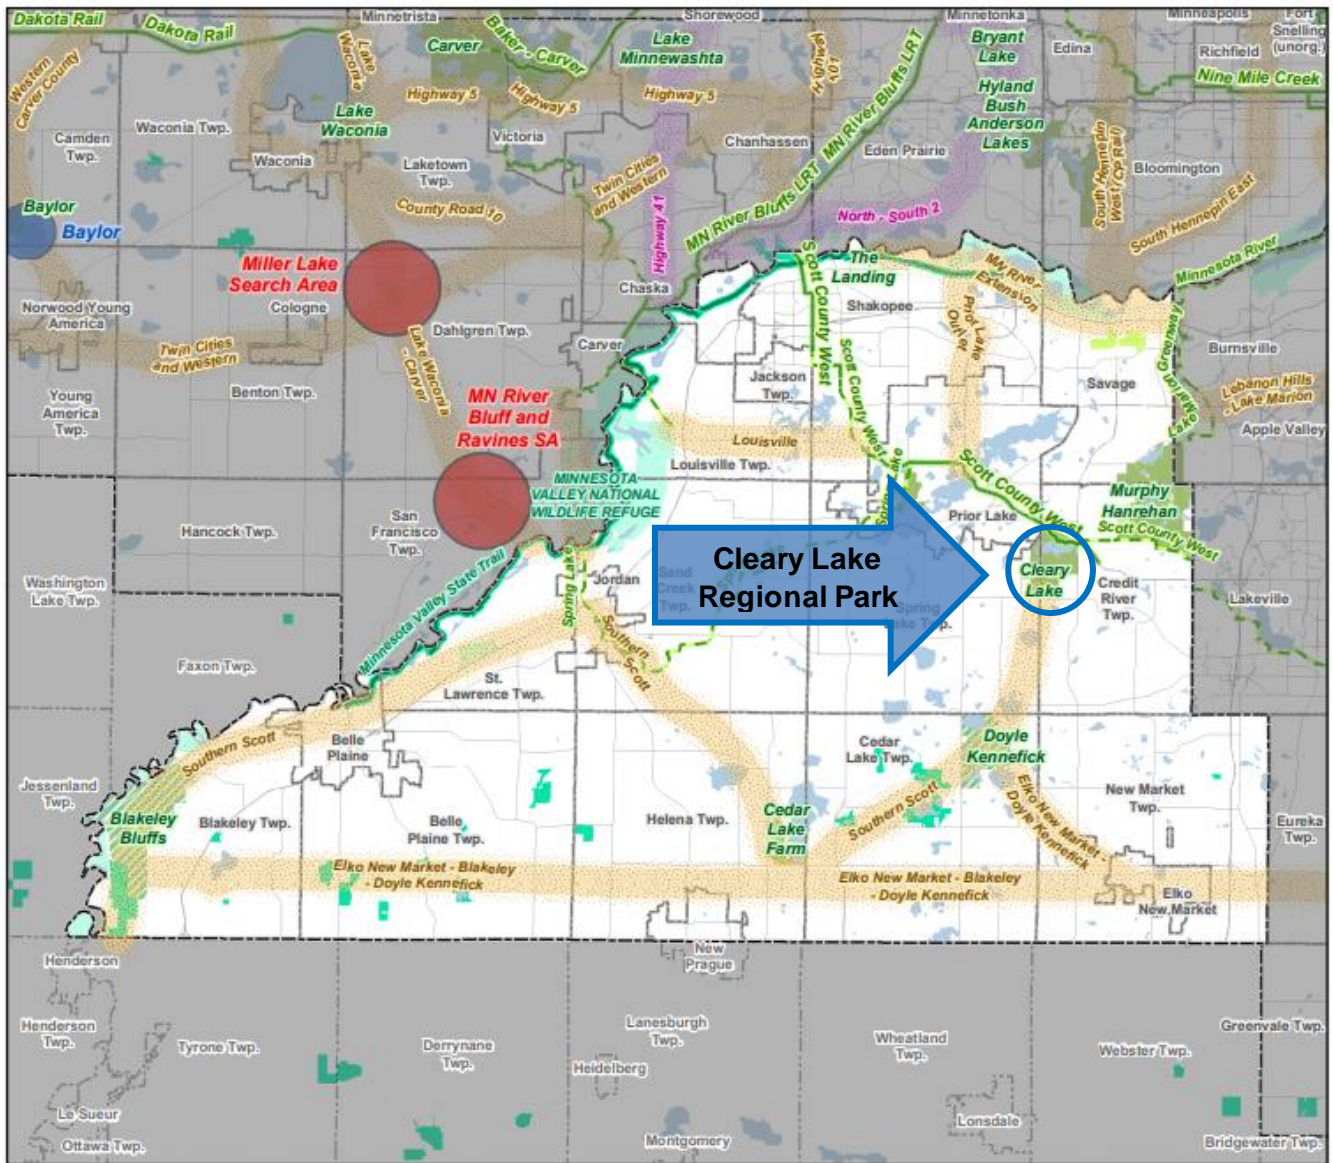 Dakota Rail
Dakota Rail
Minnetrista
Baker - Carver
Shorewood
Minnetonka
Minneapolis
Fort
Snelling
(unorg.)
Western
Carver County
Lake
Waconia
Carver
Lake
Minnewashta
Highway
101
MN River Bluffs LRT
Bryant
Lake
Edina
Richfield
Nine Mile Creek
Highway 5
Highway 5
Highway 5
Hyland
Bush
Anderson
Lakes
Camden
Twp.
Waconia Twp.
Lake
Waconia
Victoria
Chanhassen
Eden Prairie
South Hennepin
West (CP Rail)
Bloomington
Waconia
Laketown
Twp.
Twin Cities
and Western
MN River Bluffs LRT
Baylor
Baylor
County Road 10
Highway 41
North - South 2
South Hennepin East
Miller Lake
Search Area
Scott County West
The
Landing
MN River
Extension
Minnesota River
Norwood Young
America
Cologne
Chaska
Shakopee
Prior Lake
Outlet
Dahlgren Twp.
Carver
Twin Cities
and Western
Lake Waconia
- Carver
Scott County West
Lake Marion Greenway
Burnsville
Young
America
Twp.
Benton Twp.
Jackson
Twp.
Savage
Lebanon Hills
- Lake Marion
MN River
Bluff and
Ravines SA
Louisville
Apple Valley
Louisville Twp.
Scott County West
MINNESOTA
VALLEY NATIONAL
WILDLIFE REFUGE
Murphy
Hanrehan
Hancock Twp.
San
Francisco
Twp.
Prior Lake
Scott County West
Cleary Lake
Regional Park
Cleary
Lake
Washington
Lake Twp.
Minnesota Valley State Trail
Spring Lake
Jordan
Sand
Creek
Twp.
Spring
Lake Twp.
Credit
River
Twp.
Lakeville
Faxon Twp.
Southern
Scott
St.
Lawrence Twp.
Southern Scott
Belle
Plaine
Cedar
Lake Twp.
Doyle
Kennefick
Jessenland
Twp.
Elko New Market -
Doyle Kennefick
New Market
Twp.
Blakeley
Bluffs
Blakeley Twp.
Belle
Plaine Twp.
Helena Twp.
Cedar
Lake
Farm
Southern Scott
Eureka
Twp.
Elko New Market - Blakeley
- Doyle Kennefick
Elko New Market - Blakeley
- Doyle Kennefick
Elko
New Market
Henderson
New
Prague
Henderson
Twp.
Tyrone Twp.
Derrynane
Twp.
Lanesburgh
Twp.
Heidelberg
Wheatland
Twp.
Webster Twp.
Greenvale Twp.
Le Sueur
Ottawa Twp.
Montgomery
Lonsdale
Bridgewater Twp.